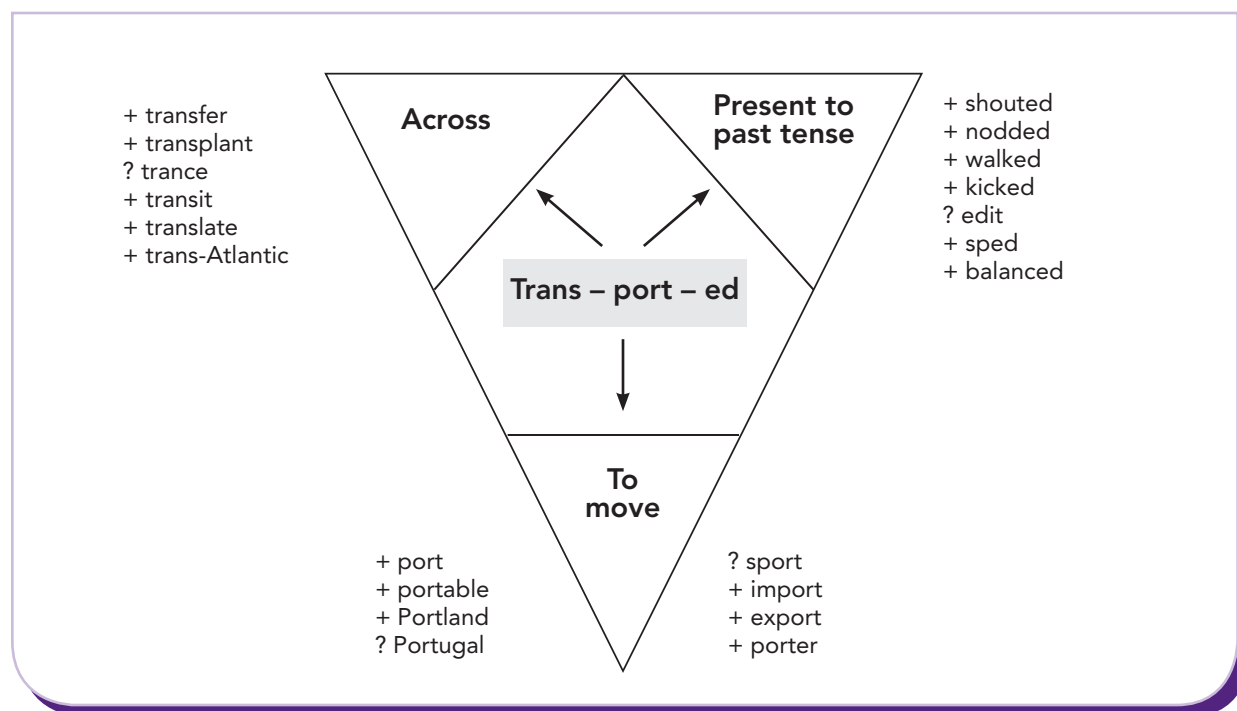 + transfer
+ transplant
? trance
+ transit
+ translate
+ trans-Atlantic
Across
Present to
past tense
+ shouted
+ nodded
+ walked
+ kicked
? edit
+ sped
+ balanced
Trans – port – ed
To
move
+ port
+ portable
+ Portland
? Portugal
? sport
+ import
+ export
+ porter